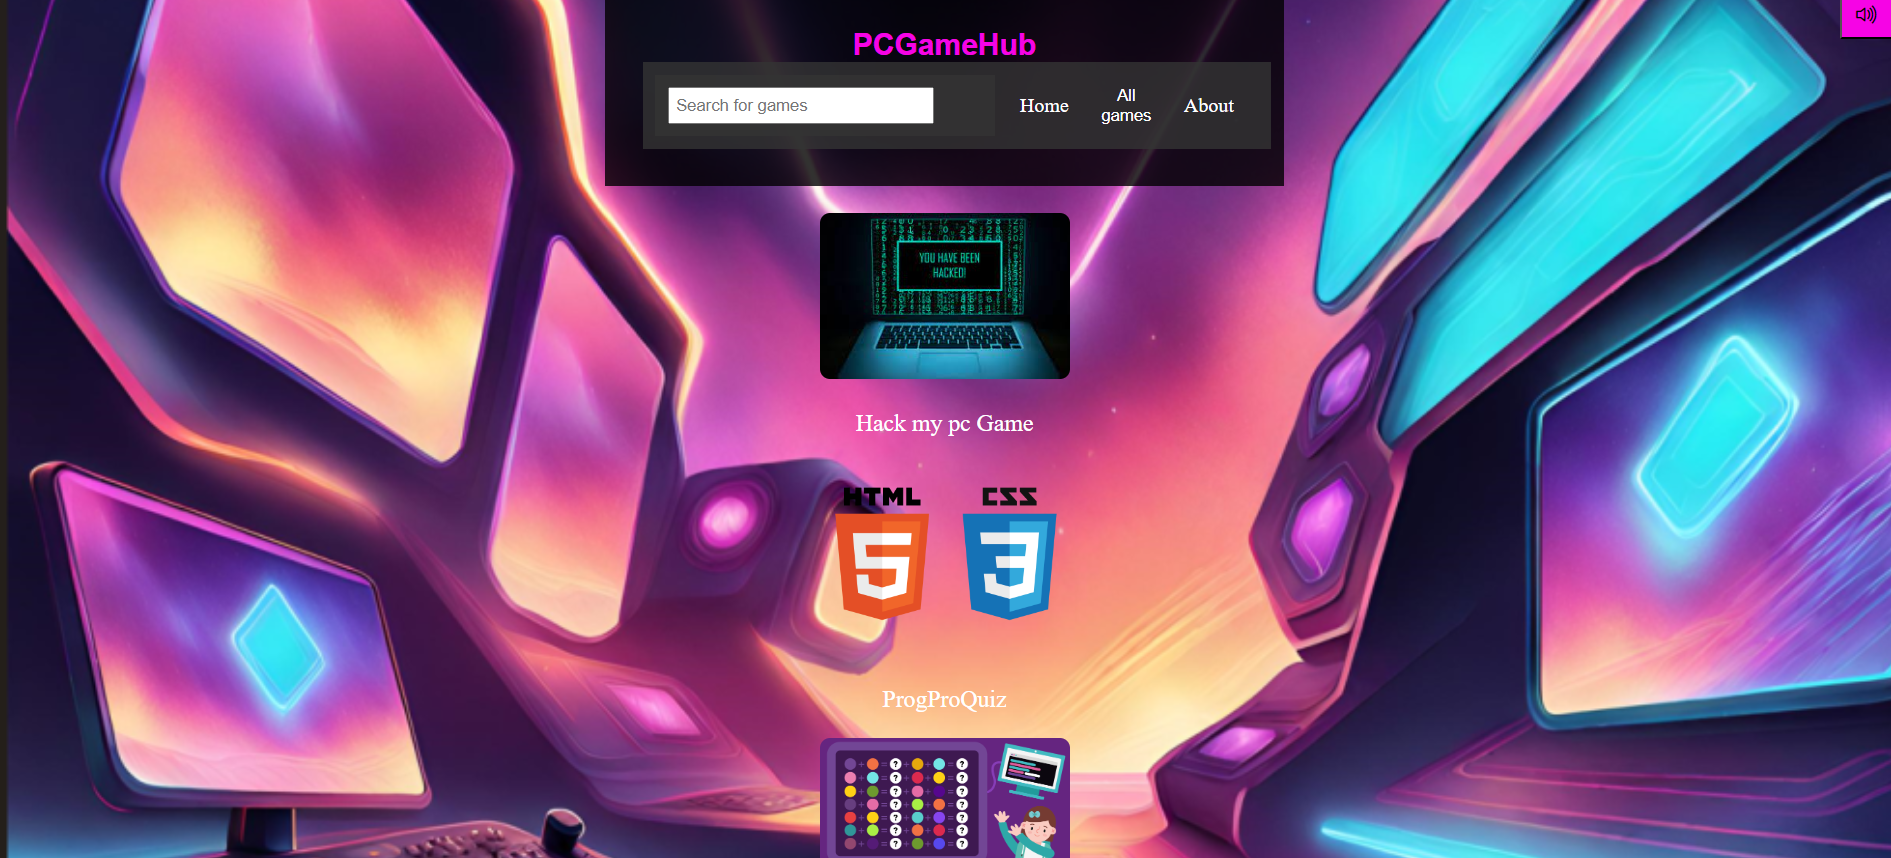 PCGameHub
Search for games
Home
All
games
About
YOU HAVE BEEN
HACKED!
Hack my pc Game
HTML
CSS
5
3
ProgProQuiz